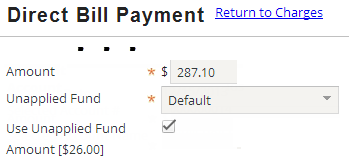 Direct Bill Payment Return to Charges
Amount * $ 287.10
Unapplied Fund * Default
Use Unapplied Fund
Amount [$26.00]